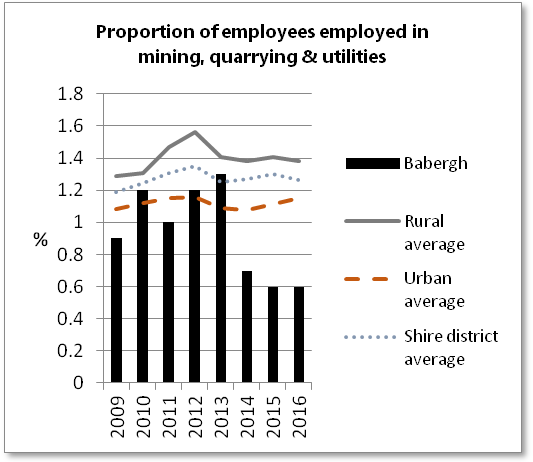 Proportion of employees employed in
mining, quarrying & utilities
1.8
1.6
1.4
1.2
1
0.8
0.6
0.4
0.2
0
%
2009
2010
2011
2012
2013
2014
2015
2016
Babergh
Rural
average
Urban
average
Shire district
average